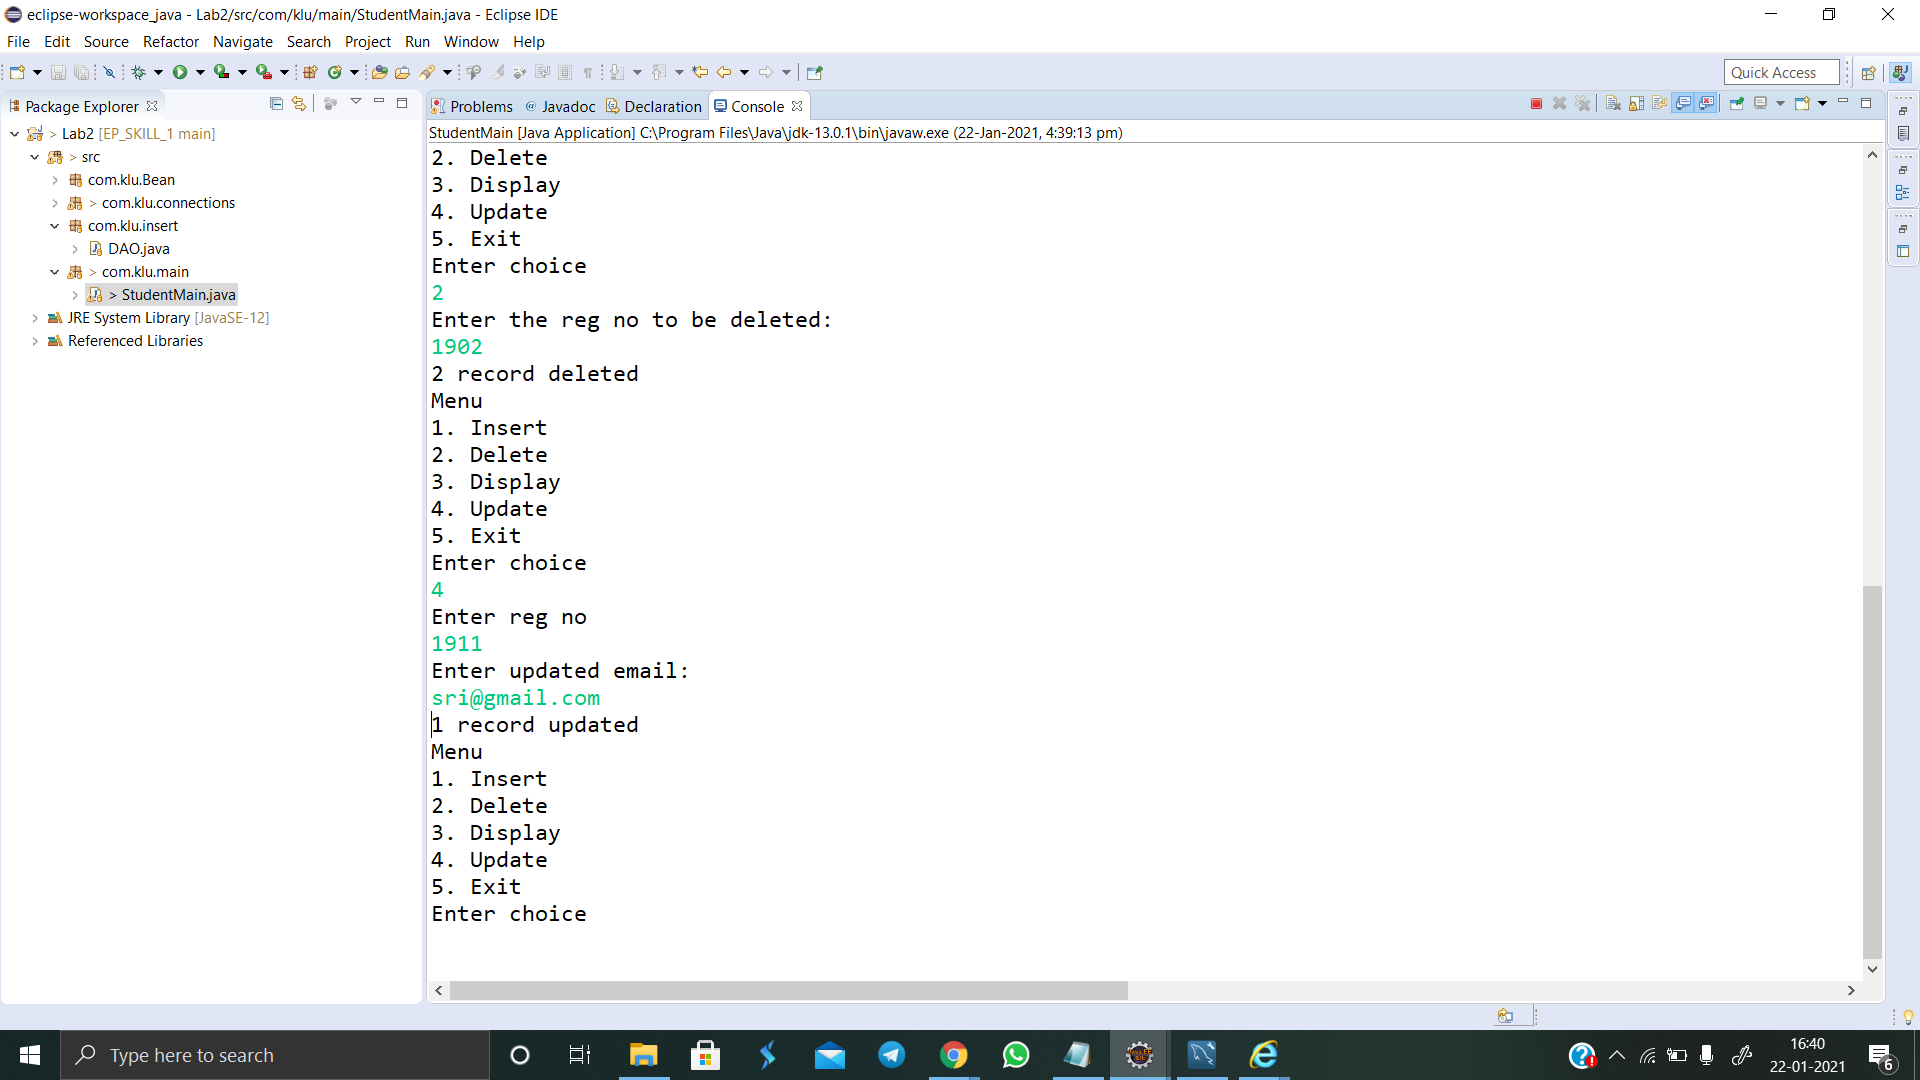 eclipse-workspace_java - Lab2/src/com/klu/main/StudentMain.java - Eclipse IDE
File Edit Source Refactor Navigate Search Project Run Window Help
Quick Access
Package Explorer
Problems Javadoc Declaration Console
Lab2 [EP_SKILL_1 main]
> src
com.klu.Bean
> com.klu.connections
com.klu.insert
DAO.java
> com.klu.main
> StudentMain.java
JRE System Library [JavaSE-12]
Referenced Libraries
StudentMain [Java Application] C:\Program Files\Java\jdk-13.0.1\bin\javaw.exe (22-Jan-2021, 4:39:13 pm)
2. Delete
3. Display
4. Update
5. Exit
Enter choice
2
Enter the reg no to be deleted:
1902
2 record deleted
Menu
1. Insert
2. Delete
3. Display
4. Update
5. Exit
Enter choice
4
Enter reg no
1911
Enter updated email:
sri@gmail.com
1 record updated
Menu
1. Insert
2. Delete
3. Display
4. Update
5. Exit
Enter choice
Type here to search
16:40
22-01-2021
6